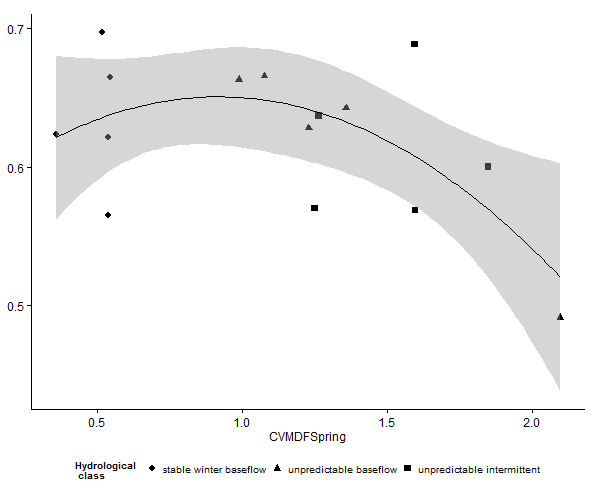 0.7
0.6
0.5
0.5 1.0 1.5 2.0
CVMDFSpring
Hydrological
class
stable winter baseflow unpredictable baseflow unpredictable intermittent